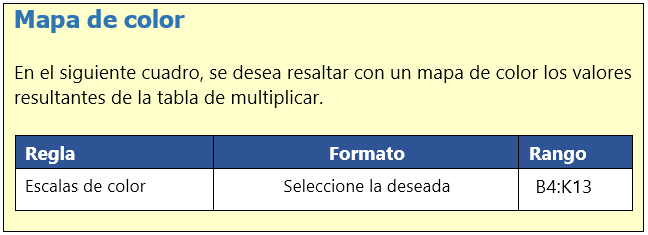 Mapa de color
En el siguiente cuadro, se desea resaltar con un mapa de color los valores
resultantes de la tabla de multiplicar.
Regla Formato Rango
Escalas de color Seleccione la deseada B4:K13